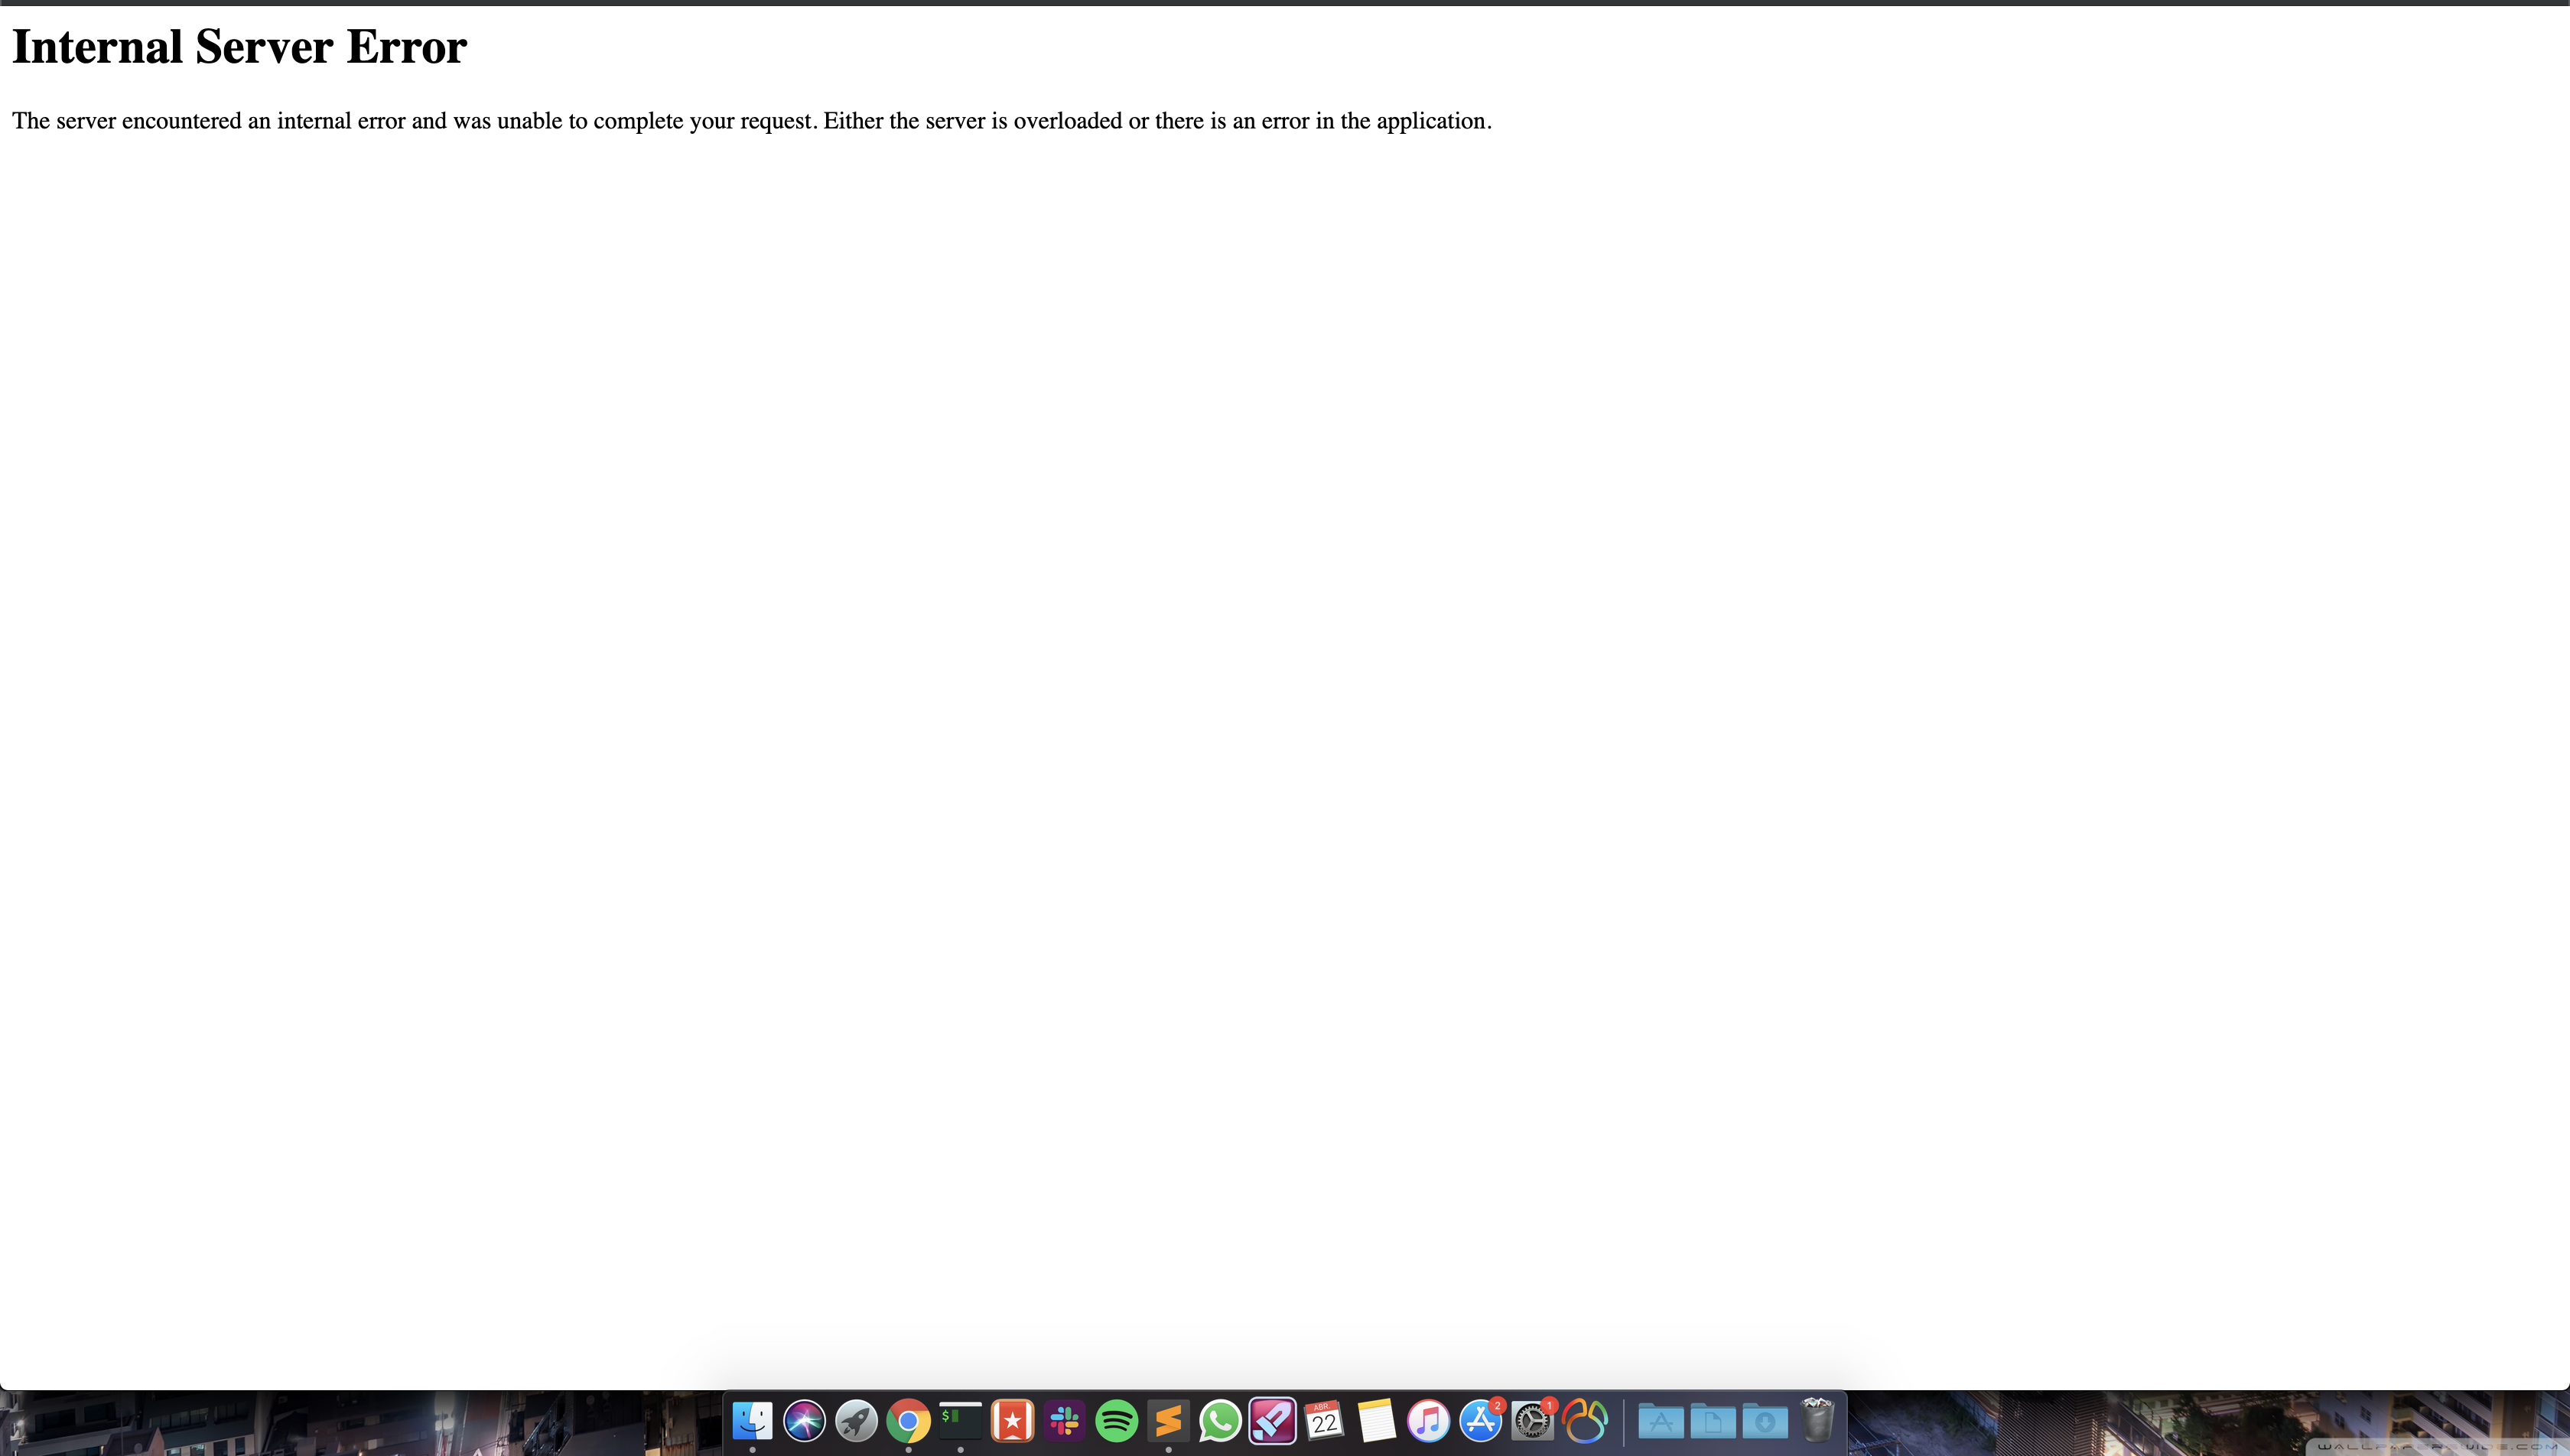 Internal Server Error
The server encountered an internal error and was unable to complete your request. Either the server is overloaded or there is an error in the application.
$
ABR
22
2
1